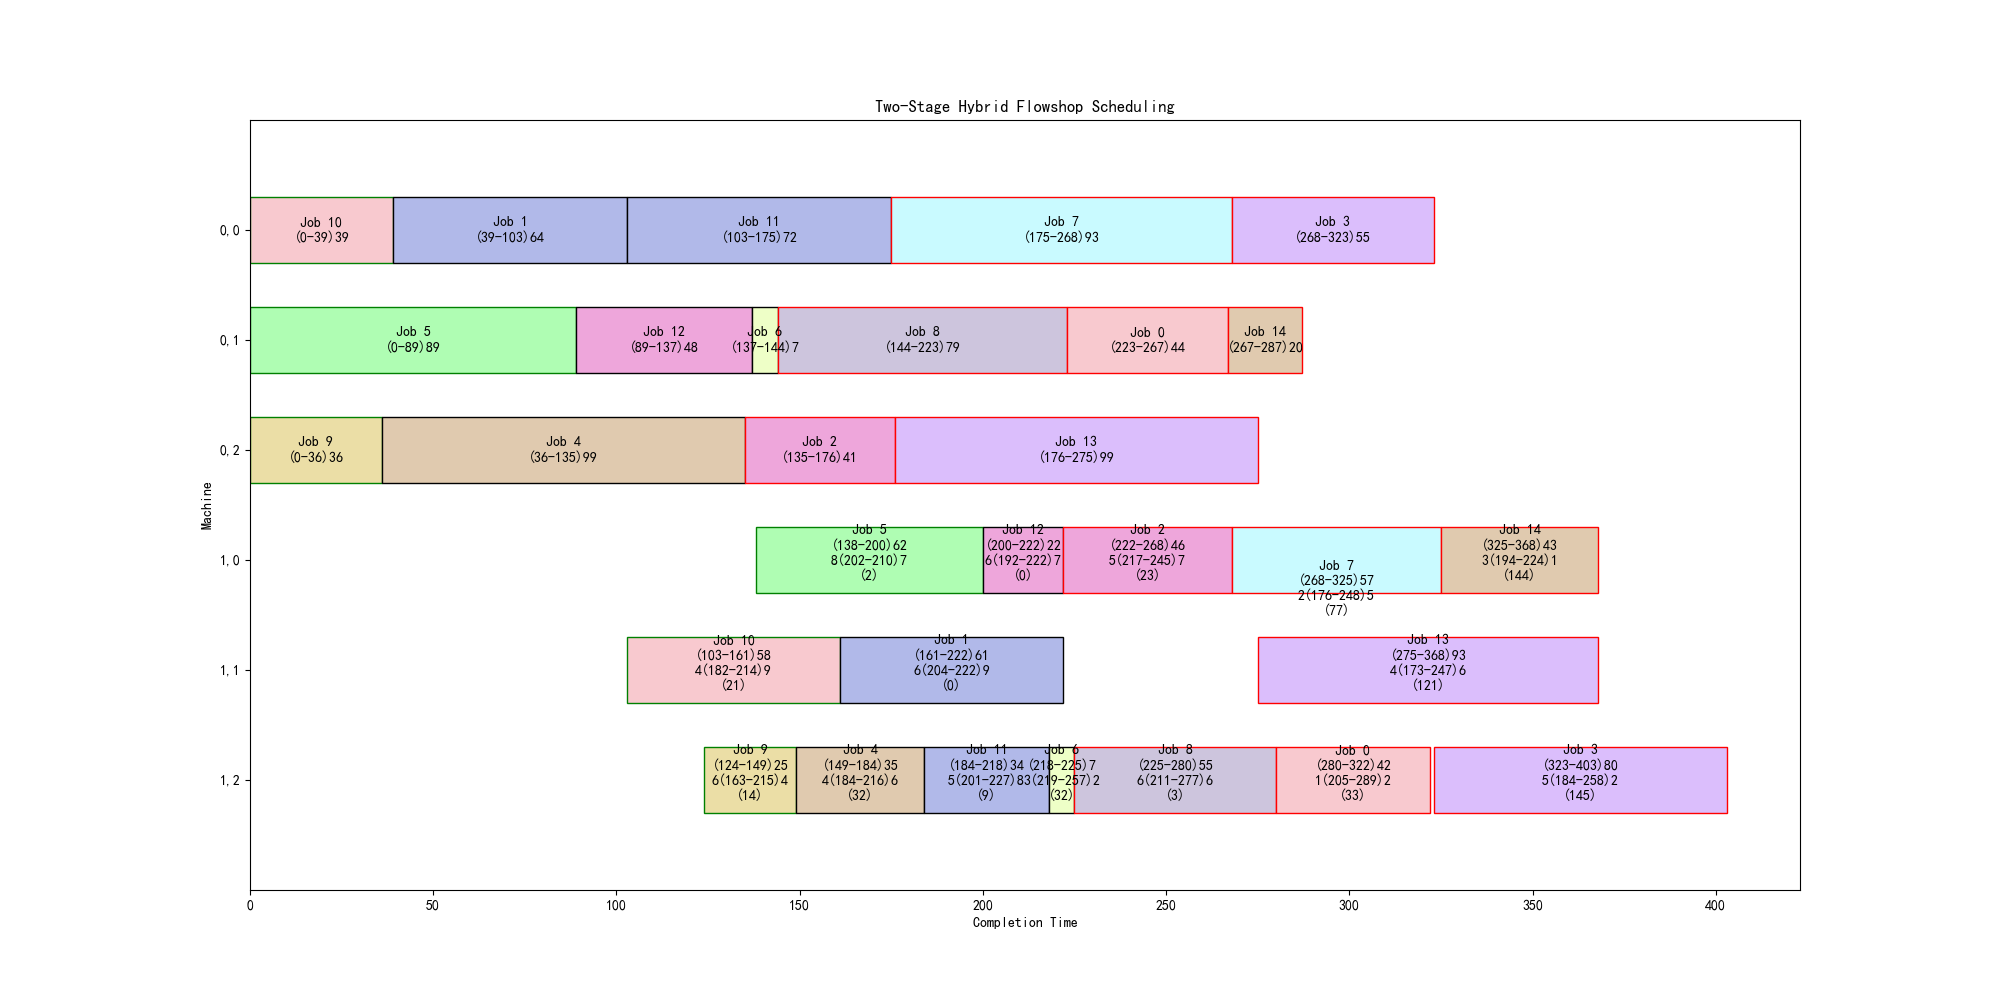 Two-Stage Hybrid Flowshop Scheduling
0,0
Job 10
(0-39)39
Job 1
(39-103)64
Job 11
(103-175)72
Job 7
(175-268)93
Job 3
(268-323)55
0,1
Job 5
(0-89)89
Job 12
(89-137)48
Job 6
(137-144)7
Job 8
(144-223)79
Job 0
(223-267)44
Job 14
(267-287)20
0,2
Job 9
(0-36)36
Job 4
(36-135)99
Job 2
(135-176)41
Job 13
(176-275)99
Machine
1,0
Job 5
(138-200)62
8(202-210)7
(2)
Job 12
(200-222)22
6(192-222)7
(0)
Job 2
(222-268)46
5(217-245)7
(23)
Job 7
(268-325)57
2(176-248)5
(77)
Job 14
(325-368)43
3(194-224)1
(144)
1,1
Job 10
(103-161)58
4(182-214)9
(21)
Job 1
(161-222)61
6(204-222)9
(0)
Job 13
(275-368)93
4(173-247)6
(121)
1,2
Job 9
(124-149)25
6(163-215)4
(14)
Job 4
(149-184)35
4(184-216)6
(32)
Job 11
(184-218)34
5(201-227)8
(9)
Job 6
(218-225)7
3(219-257)2
(32)
Job 8
(225-280)55
6(211-277)6
(3)
Job 0
(280-322)42
1(205-289)2
(33)
Job 3
(323-403)80
5(184-258)2
(145)
0
50
100
150
200
250
300
350
400
Completion Time